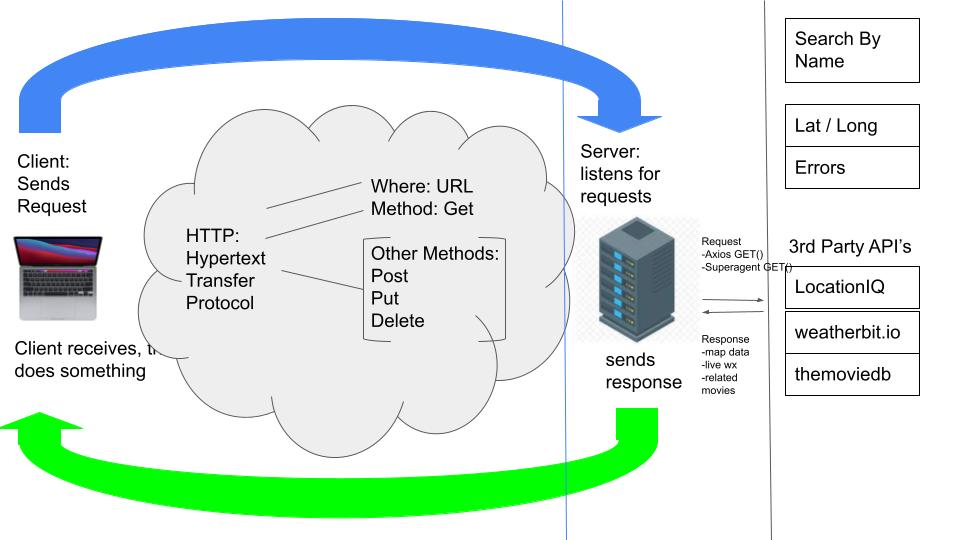 Client:
Sends
Request
HTTP:
Hypertext
Transfer
Protocol
Where: URL
Method: Get
Other Methods:
Post
Put
Delete
Client receives,
does something
Server:
listens for
requests
sends
response
Request
-Axios GET()
-Superagent GET()
Response
-map data
-live wx
-related
movies
Search By
Name
Lat / Long
Errors
3rd Party API's
LocationIQ
weatherbit.io
themoviedb